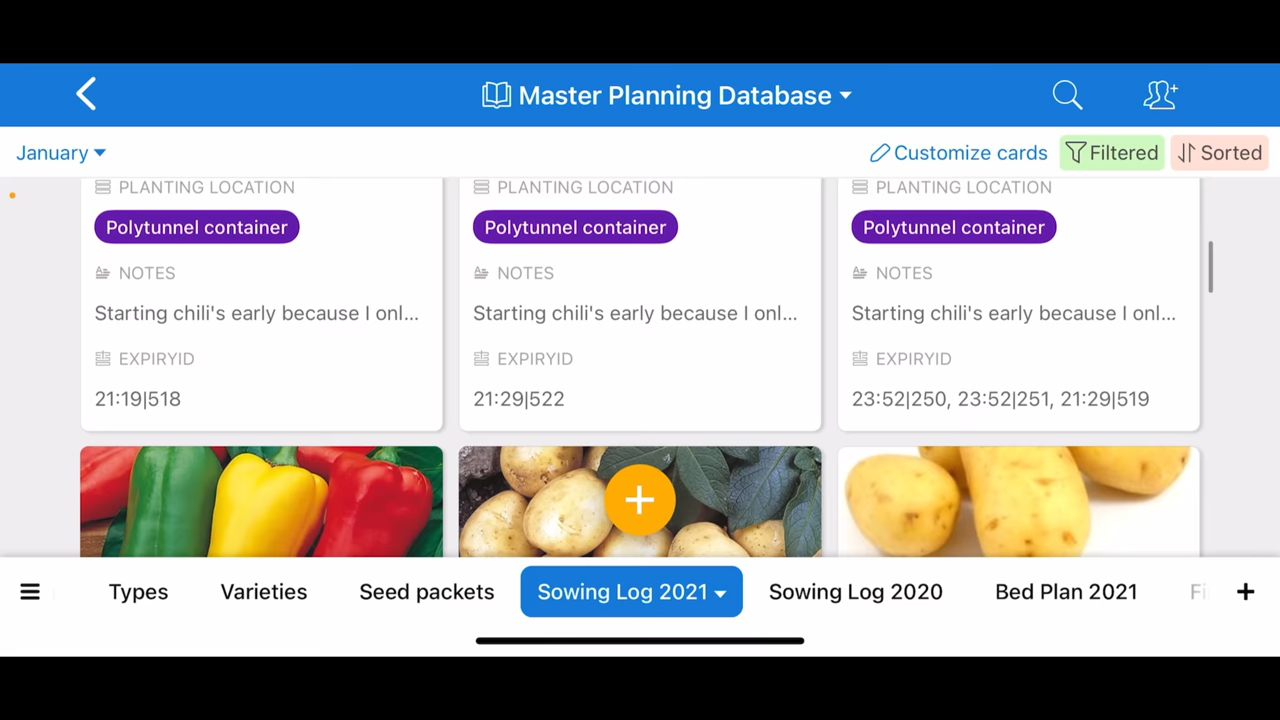 Master Planning Database
January
Customize cards
Filtered
Sorted
PLANTING LOCATION
PLANTING LOCATION
PLANTING LOCATION
Polytunnel container
Polytunnel container
Polytunnel container
NOTES
NOTES
NOTES
Starting chili's early because I onl...
Starting chili's early because I onl...
Starting chili's early because I onl...
EXPIRYID
EXPIRYID
EXPIRYID
21:19|518
21:29|522
23:52|250, 23:52|251, 21:29|519
Types
Varieties
Seed packets
Sowing Log 2021
Sowing Log 2020
Bed Plan 2021